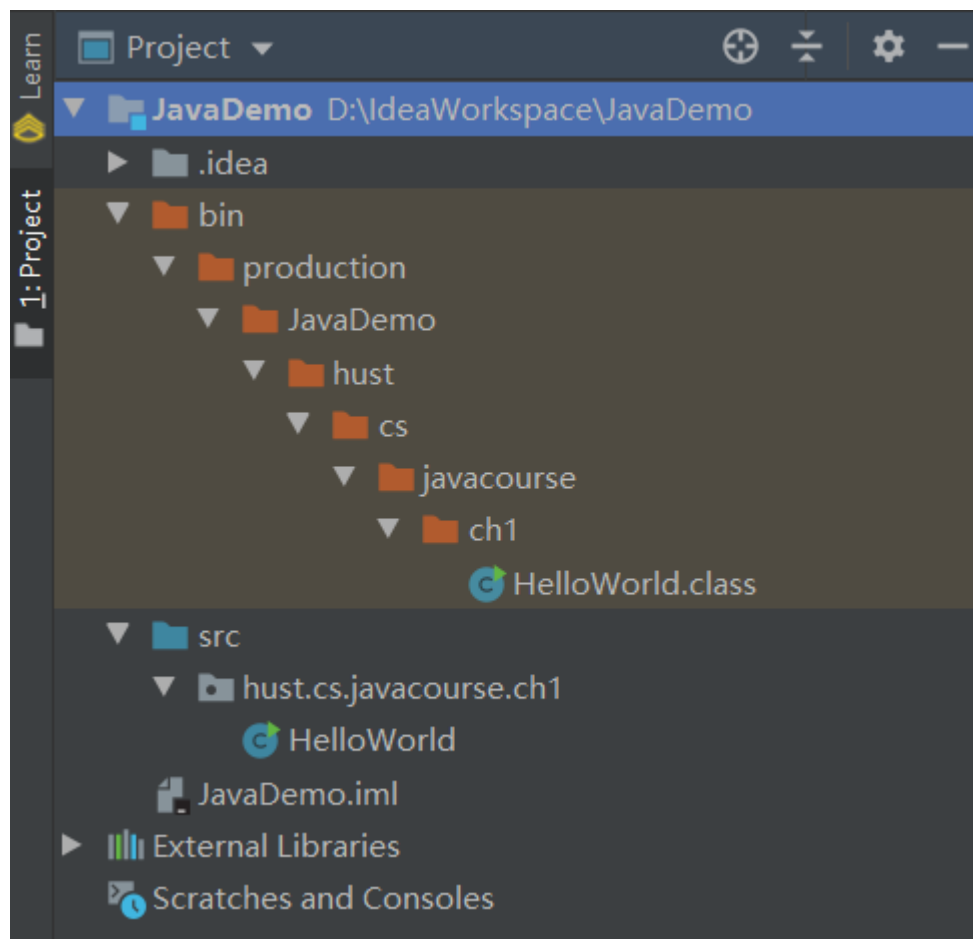 Learn
1: Project
Project
JavaDemo D:\IdeaWorkspace\JavaDemo
.idea
bin
production
JavaDemo
hust
cs
javacourse
ch1
HelloWorld.class
src
hust.cs.javacourse.ch1
HelloWorld
JavaDemo.iml
External Libraries
Scratches and Consoles